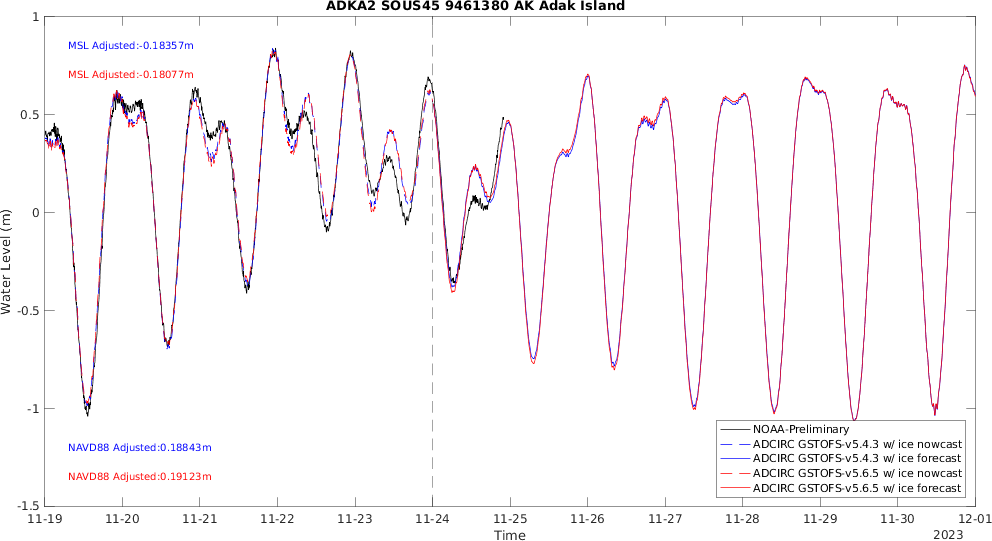 ADKA2 SOUS45 9461380 AK Adak Island
MSL Adjusted:-0.18357m
MSL Adjusted:-0.18077m
NAVD88 Adjusted:0.18843m
NAVD88 Adjusted:0.19123m
Water Level (m)
1
0.5
0
-0.5
-1
-1.5
NOAA-Preliminary
ADCIRC GSTOFS-v5.4.3 w/ ice nowcast
ADCIRC GSTOFS-v5.4.3 w/ ice forecast
ADCIRC GSTOFS-v5.6.5 w/ ice nowcast
ADCIRC GSTOFS-v5.6.5 w/ ice forecast
11-19 11-20 11-21 11-22 11-23 11-24 11-25 11-26 11-27 11-28 11-29 11-30 12-01
Time
2023